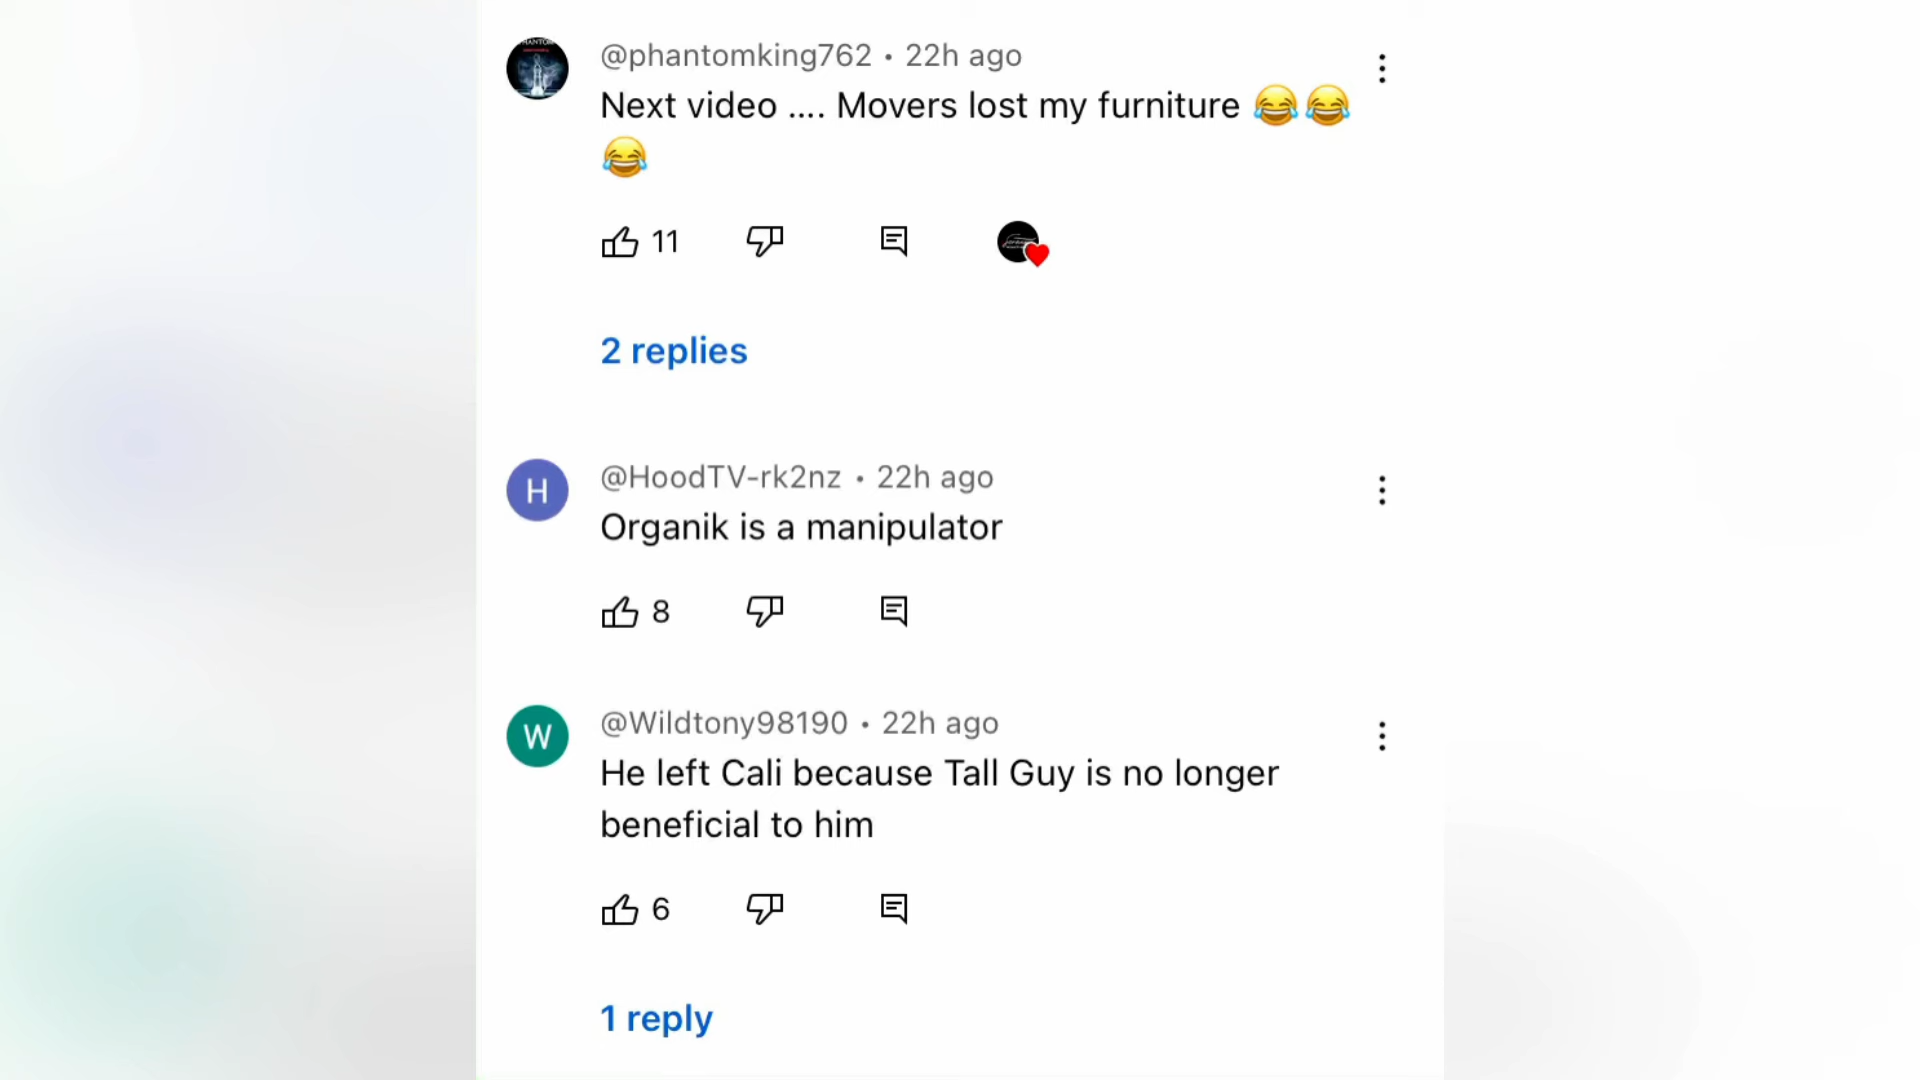 @phantomking762 • 22h ago
Next video .... Movers lost my furniture 😂😂
😂
11
2 replies
H
@HoodTV-rk2nz • 22h ago
Organik is a manipulator
8
W
@Wildtony98190 • 22h ago
He left Cali because Tall Guy is no longer
beneficial to him
6
1 reply